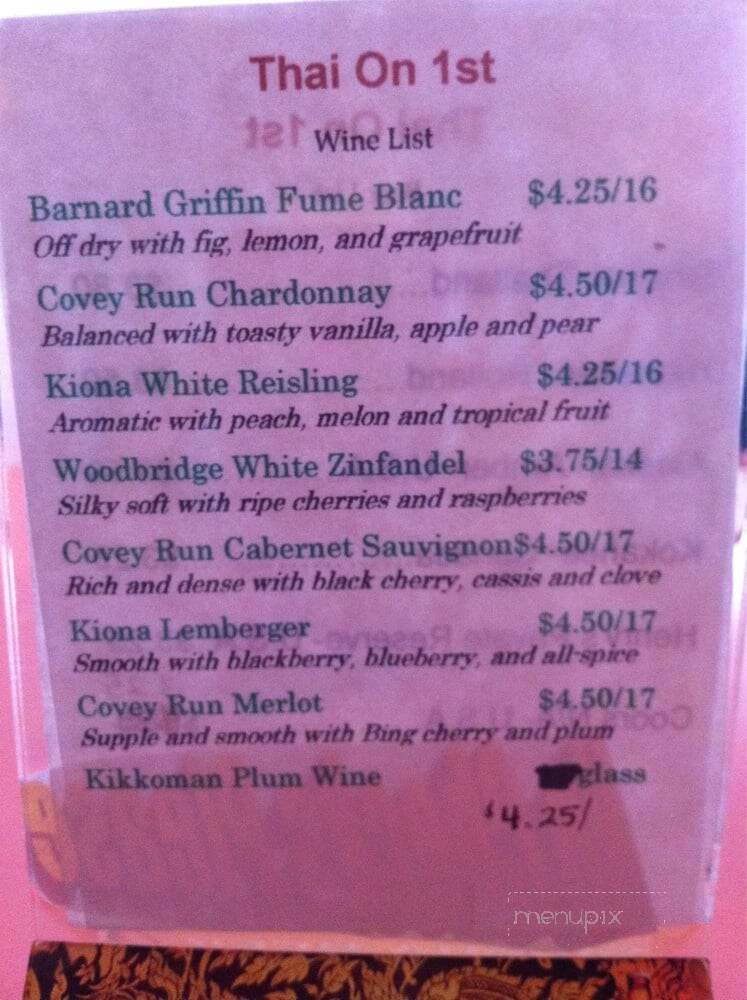 Thai On 1st
Wine List
Barnard Griffin Fume Blanc $4.25/16
Off dry with fig, lemon, and grapefruit
Covey Run Chardonnay $4.50/17
Balanced with toasty vanilla, apple and pear
Kiona White Reisling $4.25/16
Aromatic with peach, melon and tropical fruit
Woodbridge White Zinfandel $3.75/14
Silky soft with ripe cherries and raspberries
Covey Run Cabernet Sauvignon$4.50/17
Rich and dense with black cherry, cassis and clove
Kiona Lemberger $4.50/17
Smooth with blackberry, blueberry, and all-spice
Covey Run Merlot $4.50/17
Supple and smooth with Bing cherry and plum
Kikkoman Plum Wine glass
$4.25/
menupix